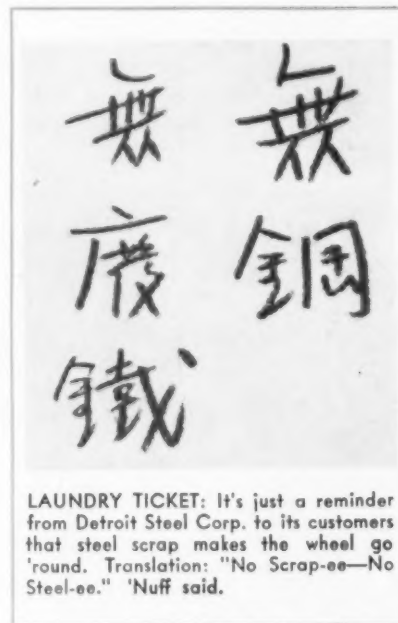 無廢鐵
無鋼
LAUNDRY TICKET: It's just a reminder
from Detroit Steel Corp. to its customers
that steel scrap makes the wheel go
'round. Translation: "No Scrap-ee—No
Steel-ee." 'Nuff said.